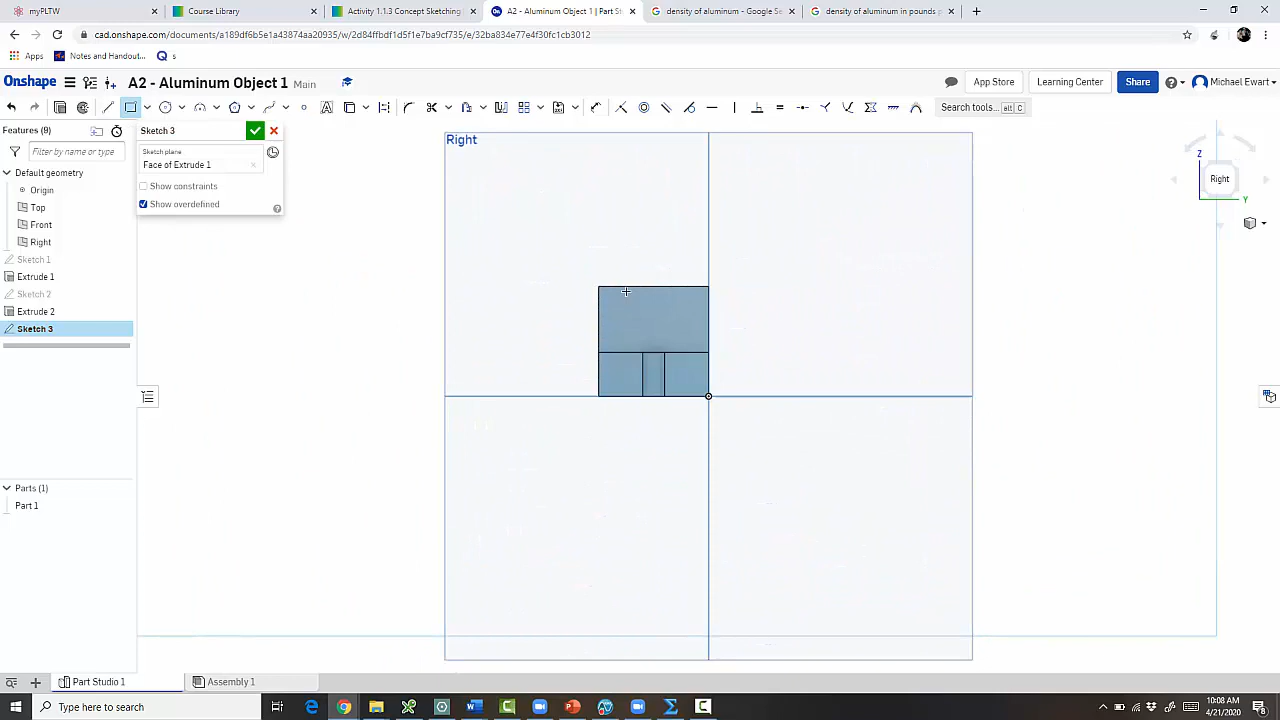 myPLTW
Course Library
Activity 1.1.3 Concept Sketching
A2 - Aluminum Object 1 | Part St
density of aluminum - Google Se
density of aluminum in pounds p
cad.onshape.com/documents/a189df6b5e1a43874aa20935/w/2d84ffbdf1d5f1e7ba9cf735/e/32ba834e77e4f30fc1cb3012
Apps
Notes and Handout...
s
Onshape
A2 - Aluminum Object 1 Main
App Store
Learning Center
Share
Michael Ewart
Search tools... alt C
Features (9)
Filter by name or type
Default geometry
Origin
Top
Front
Right
Sketch 1
Extrude 1
Sketch 2
Extrude 2
Sketch 3
Sketch 3
Sketch plane
Face of Extrude 1
Show constraints
Show overdefined
Right
Z
Right
Y
Parts (1)
Part 1
Part Studio 1
Assembly 1
Type here to search
10:08 AM
4/21/2020